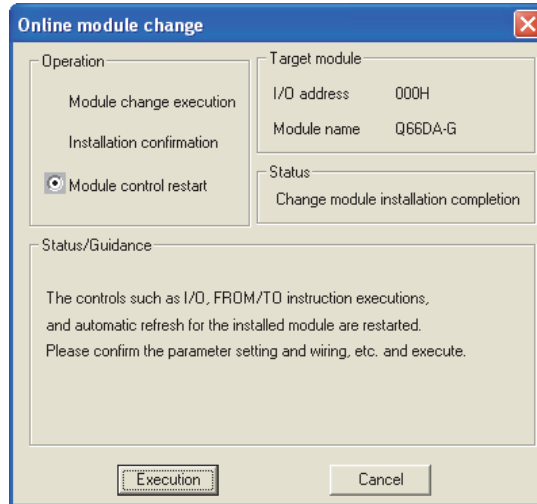 Online module change
Operation
Module change execution
Installation confirmation
Module control restart
Target module
I/O address 000H
Module name Q66DA-G
Status
Change module installation completion
Status/Guidance
The controls such as I/O, FROM/TO instruction executions,
and automatic refresh for the installed module are restarted.
Please confirm the parameter setting and wiring, etc. and execute.
Execution
Cancel